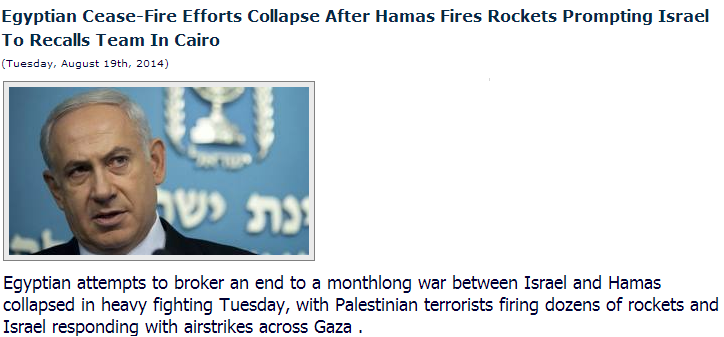 Egyptian Cease-Fire Efforts Collapse After Hamas Fires Rockets Prompting Israel
To Recalls Team In Cairo
(Tuesday, August 19th, 2014)
ישראל
ינת ישר
Egyptian attempts to broker an end to a monthlong war between Israel and Hamas
collapsed in heavy fighting Tuesday, with Palestinian terrorists firing dozens of rockets and
Israel responding with airstrikes across Gaza .